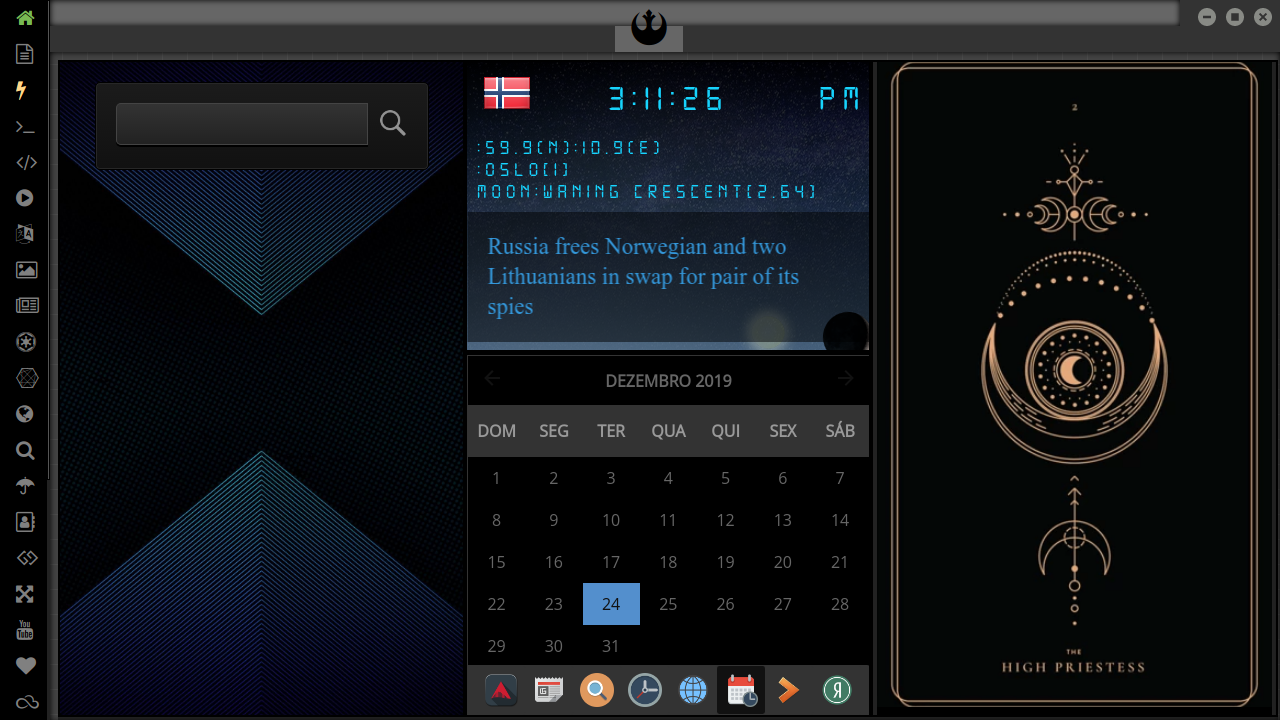 3:11:26 PM
:59.9(N):10.9(E)
:OSLO(1)
MOON:WANING CRESCENT(2.64)
Russia frees Norwegian and two
Lithuanians in swap for pair of its
spies
DEZEMBRO 2019
DOM SEG TER QUA QUI SEX SÁB
1 2 3 4 5 6 7
8 9 10 11 12 13 14
15 16 17 18 19 20 21
22 23 24 25 26 27 28
29 30 31
2
THE
HIGH PRIESTESS
You
Tube
Я